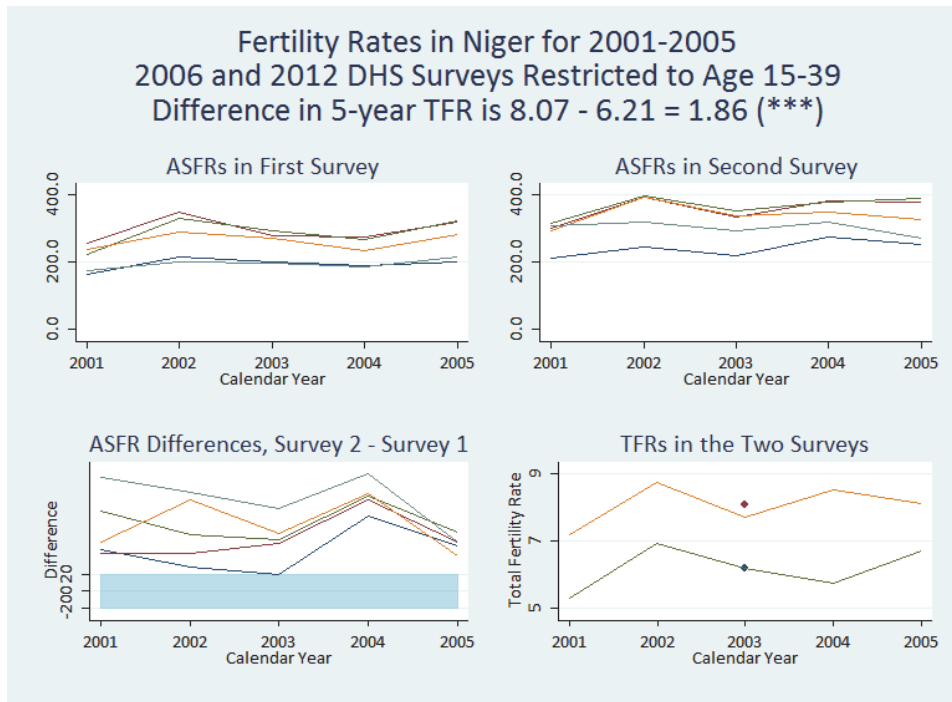 Fertility Rates in Niger for 2001-2005
2006 and 2012 DHS Surveys Restricted to Age 15-39
Difference in 5-year TFR is 8.07 - 6.21 = 1.86 (***)
ASFRs in First Survey
400.0
200.0
0.0
2001 2002 2003 2004 2005
Calendar Year
ASFRs in Second Survey
400.0
200.0
0.0
2001 2002 2003 2004 2005
Calendar Year
ASFR Differences, Survey 2 - Survey 1
Difference
-20020
2001 2002 2003 2004 2005
Calendar Year
TFRs in the Two Surveys
Total Fertility Rate
9
7
5
2001 2002 2003 2004 2005
Calendar Year